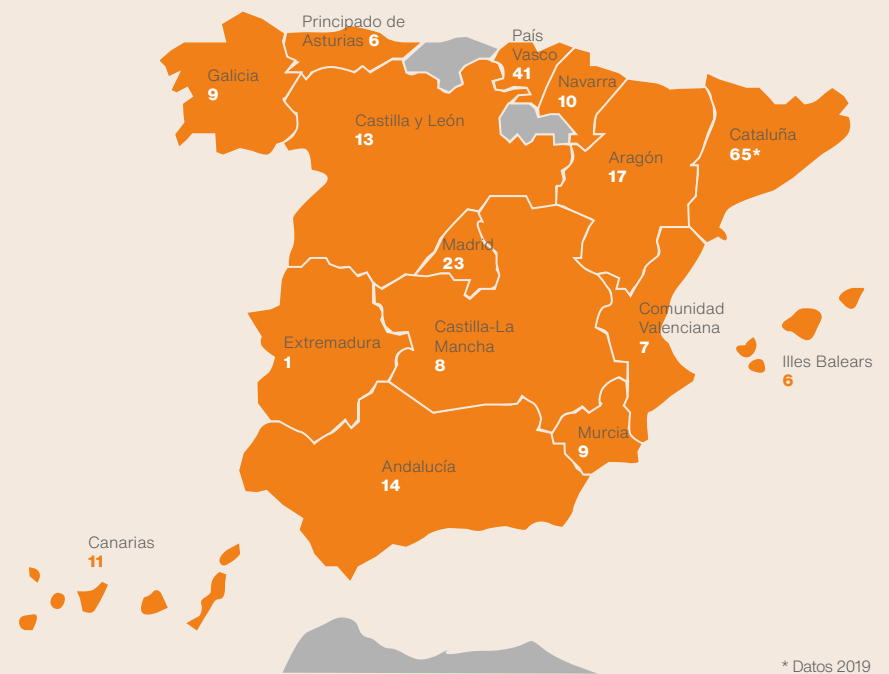 Principado de
Asturias 6
País
Vasco
41
Galicia
9
Navarra
10
Castilla y León
13
Cataluña
65*
Aragón
17
Madrid
23
Comunidad
Valenciana
7
Castilla-La
Mancha
8
Extremadura
1
Illes Balears
6
Murcia
9
Andalucía
14
Canarias
11
* Datos 2019